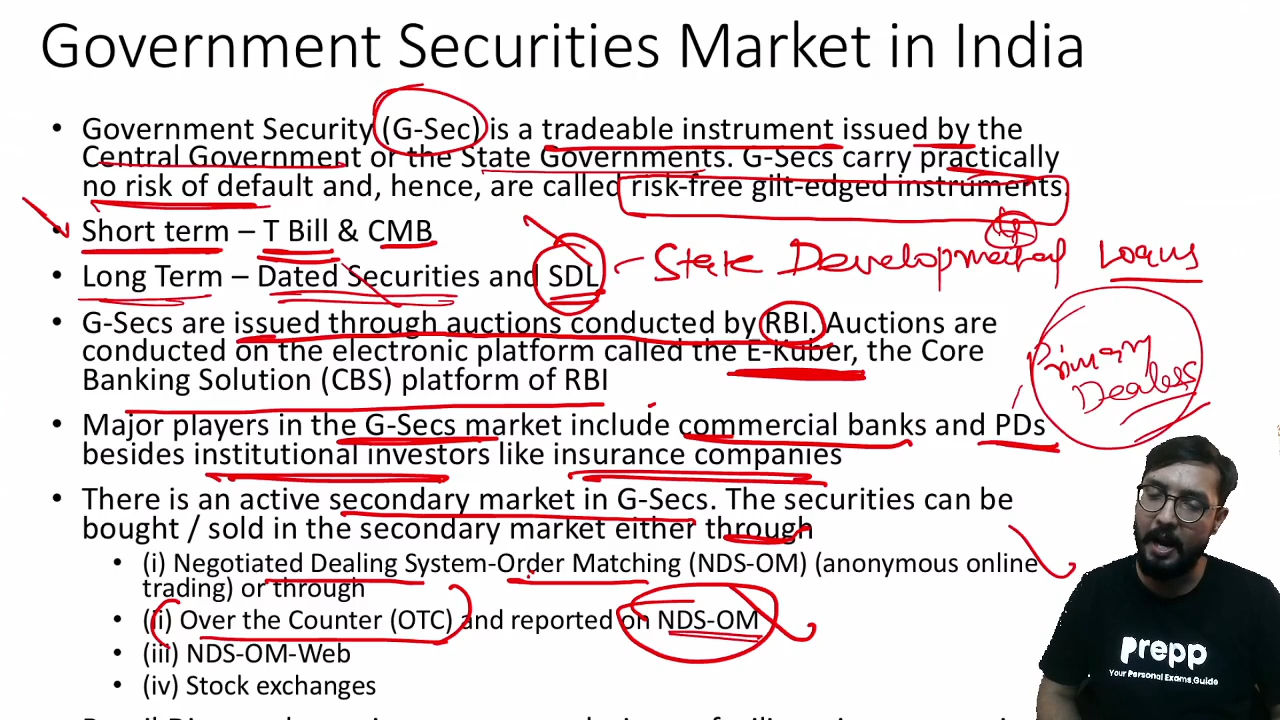 Government Securities Market in India
• Government Security (G-Sec) is a tradeable instrument issued by the
Central Government or the State Governments. G-Secs carry practically
no risk of default and, hence, are called risk-free gilt-edged instruments.
• Short term – T Bill & CMB
• Long Term – Dated Securities and SDL - State Developmental Loans
• G-Secs are issued through auctions conducted by RBI. Auctions are
conducted on the electronic platform called the E-Kuber, the Core
Banking Solution (CBS) platform of RBI
Primary
Dealers
• Major players in the G-Secs market include commercial banks and PDs
besides institutional investors like insurance companies
• There is an active secondary market in G-Secs. The securities can be
bought / sold in the secondary market either through
• (i) Negotiated Dealing System-Order Matching (NDS-OM) (anonymous online
trading) or through
• (ii) Over the Counter (OTC) and reported on NDS-OM
• (iii) NDS-OM-Web
• (iv) Stock exchanges
prepp
Your Personal Exams Guide